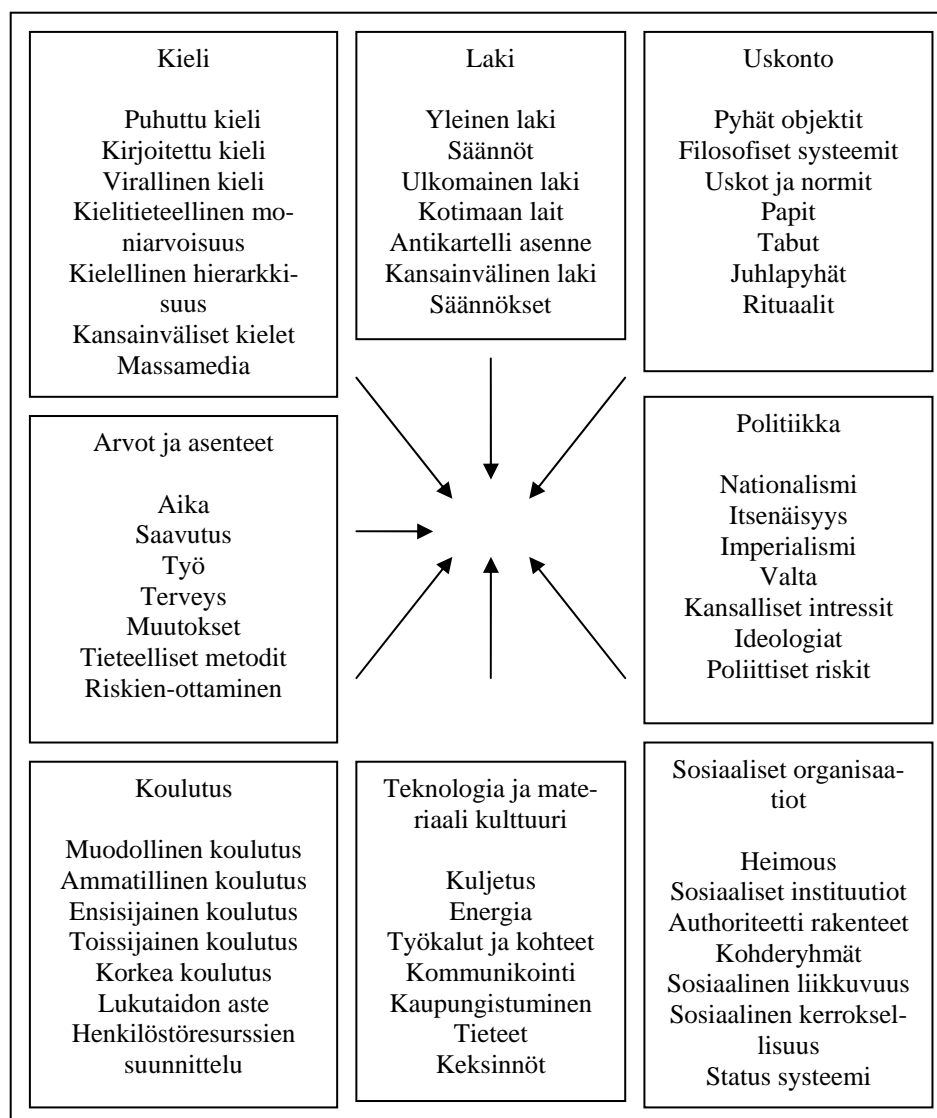 Kieli
Puhuttu kieli
Kirjoitettu kieli
Virallinen kieli
Kielitieteellinen mo-
niarvoisuus
Kielellinen hierarkki-
suus
Kansainväliset kielet
Massamedia
Laki
Yleinen laki
Säännöt
Ulkomainen laki
Kotimaan lait
Antikartelli asenne
Kansainvälinen laki
Säännökset
Uskonto
Pyhät objektit
Filosofiset systeemit
Uskot ja normit
Papit
Tabut
Juhlapyhät
Rituaalit
Arvot ja asenteet
Aika
Saavutus
Työ
Terveys
Muutokset
Tieteelliset metodit
Riskien-ottaminen
Politiikka
Nationalismi
Itsenäisyys
Imperialismi
Valta
Kansalliset intressit
Ideologiat
Poliittiset riskit
Koulutus
Muodollinen koulutus
Ammatillinen koulutus
Ensisijainen koulutus
Toissijainen koulutus
Korkea koulutus
Lukutaidon aste
Henkilöstöresurssien
suunnittelu
Teknologia ja mate-
riaali kulttuuri
Kuljetus
Energia
Työkalut ja kohteet
Kommunikointi
Kaupungistuminen
Tieteet
Keksinnöt
Sosiaaliset organisaa-
tiot
Heimous
Sosiaaliset instituutiot
Authoriteetti rakenteet
Kohderyhmät
Sosiaalinen liikkuvuus
Sosiaalinen kerroksel-
lisuus
Status systeemi